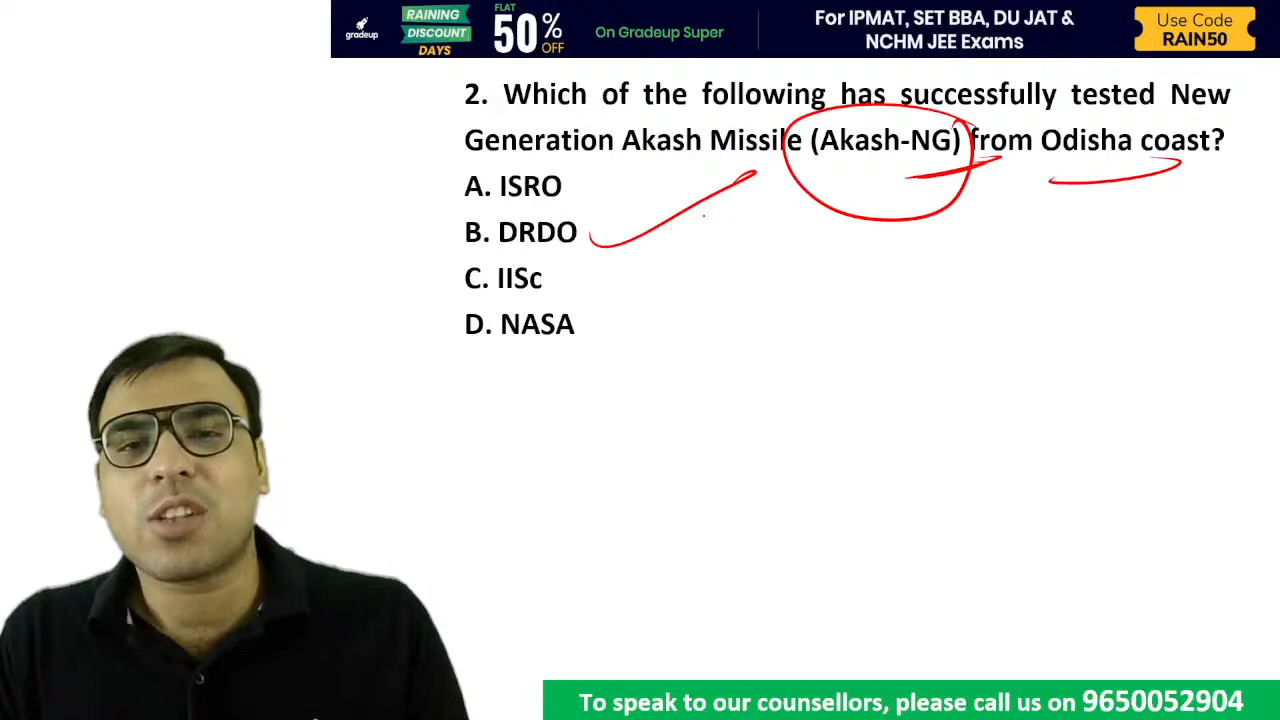 gradeup
RAINING
DISCOUNT
DAYS
FLAT
50%
OFF
On Gradeup Super
For IPMAT, SET BBA, DU JAT &
NCHM JEE Exams
Use Code
RAIN50
2. Which of the following has successfully tested New
Generation Akash Missile (Akash-NG) from Odisha coast?
A. ISRO
B. DRDO
C. IISc
D. NASA
To speak to our counsellors, please call us on 9650052904